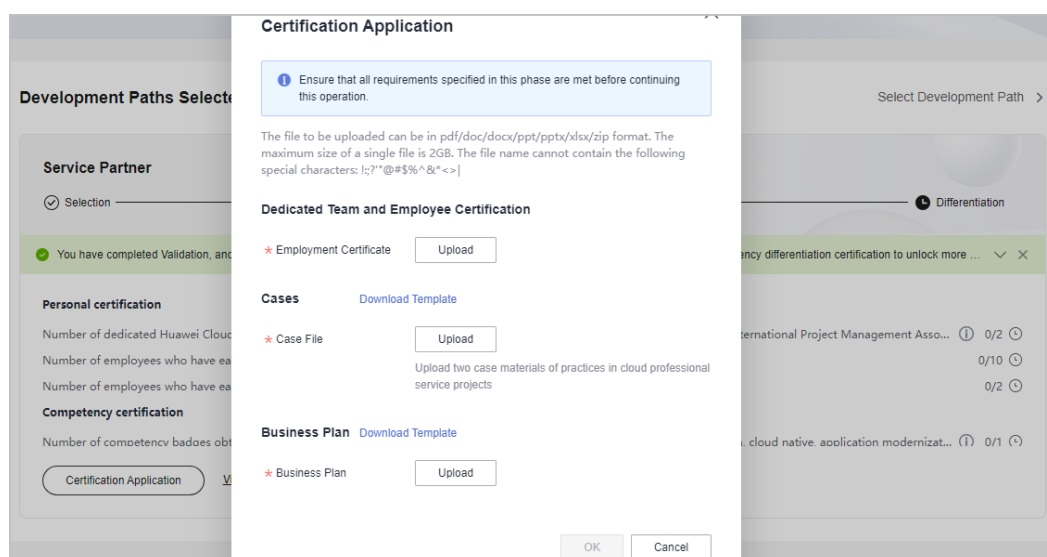 Certification Application
Ensure that all requirements specified in this phase are met before continuing
this operation.
Development Paths Selecte
Select Development Path
The file to be uploaded can be in pdf/doc/docx/ppt/pptx/xlsx/zip format. The
maximum size of a single file is 2GB. The file name cannot contain the following
special characters: !:;?'"@#$%^&*<>|
Service Partner
Selection
Differentiation
Dedicated Team and Employee Certification
* Employment Certificate Upload
You have completed Validation, and
ency differentiation certification to unlock more ...
Cases Download Template
Personal certification
* Case File Upload
Number of dedicated Huawei Clouc
ternational Project Management Asso... 0/2
Upload two case materials of practices in cloud professional
service projects
Number of employees who have ea
0/10
Number of employees who have ea
0/2
Competency certification
Business Plan Download Template
Number of competency badges obt
, cloud native, application modernizat... 0/1
* Business Plan Upload
Certification Application
OK Cancel